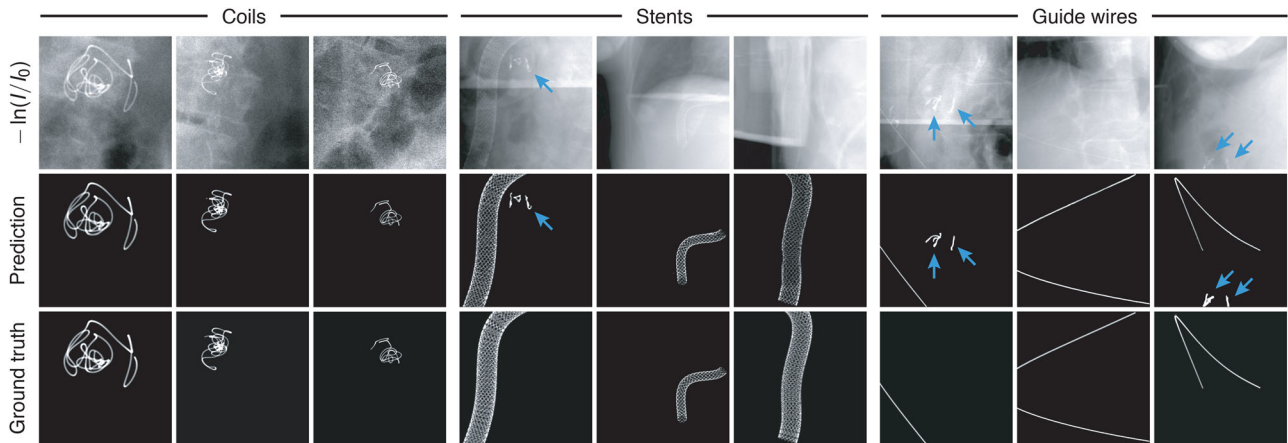 Coils
Stents
Guide wires
− ln(I/I₀)
Prediction
Ground truth